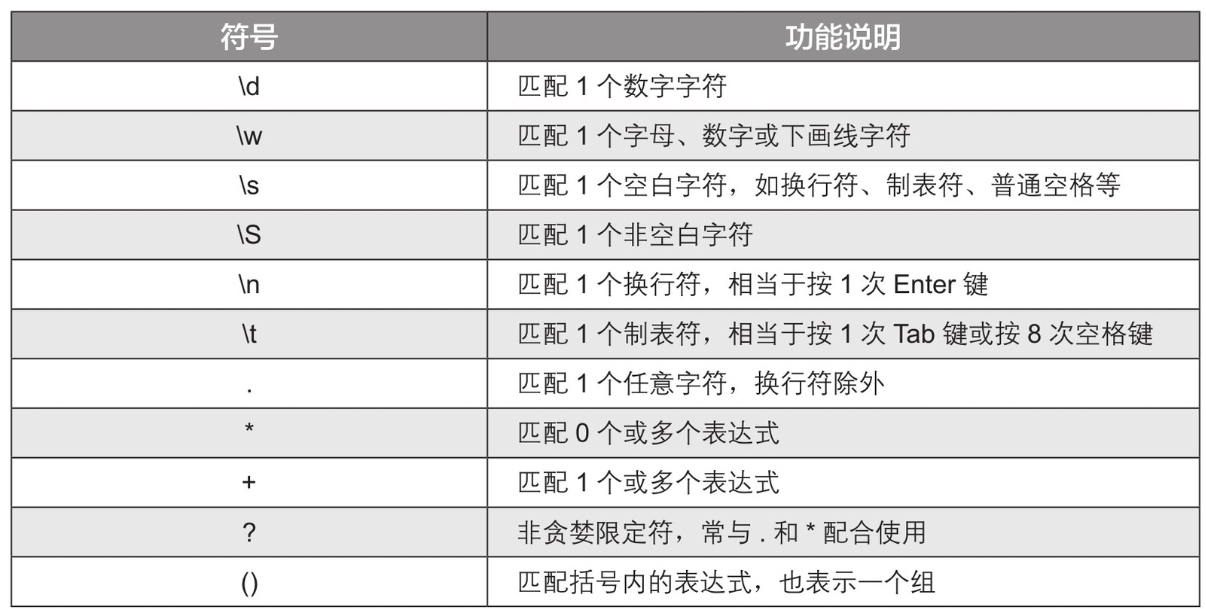 符号 功能说明
\d 匹配 1 个数字字符
\w 匹配 1 个字母、数字或下画线字符
\s 匹配 1 个空白字符，如换行符、制表符、普通空格等
\S 匹配 1 个非空白字符
\n 匹配 1 个换行符，相当于按 1 次 Enter 键
\t 匹配 1 个制表符，相当于按 1 次 Tab 键或按 8 次空格键
. 匹配 1 个任意字符，换行符除外
* 匹配 0 个或多个表达式
+ 匹配 1 个或多个表达式
? 非贪婪限定符，常与 . 和 * 配合使用
() 匹配括号内的表达式，也表示一个组